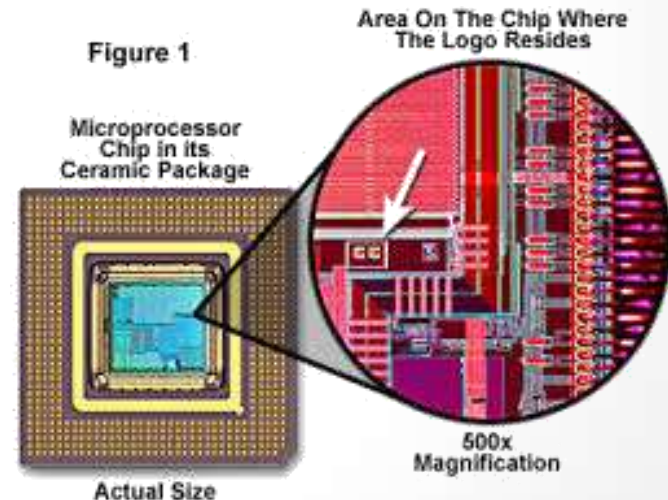 Figure 1
Area On The Chip Where
The Logo Resides
Microprocessor
Chip in its
Ceramic Package
500x
Magnification
Actual Size